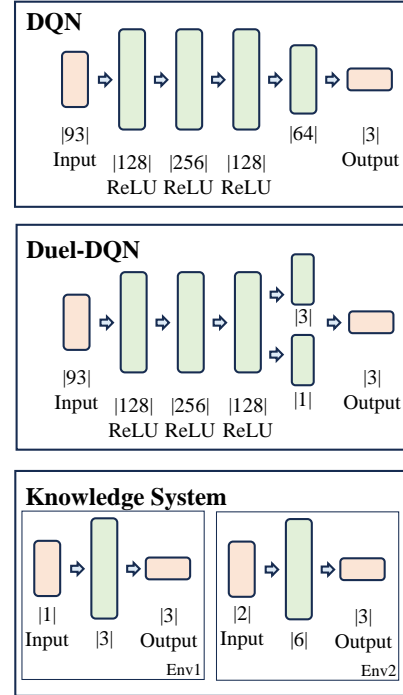 DQN
|93| |128| |256| |128| |64| |3|
Input ReLU ReLU ReLU Output
Duel-DQN
|3|
|93| |128| |256| |128| |1| |3|
Input ReLU ReLU ReLU Output
Knowledge System
|1| |3| |3|
Input Output
Env1
|2| |6| |3|
Input Output
Env2